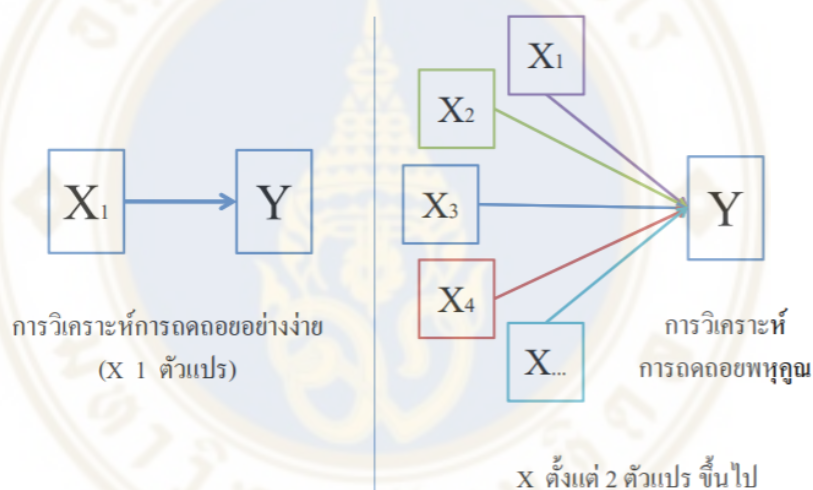 X1
Y
การวิเคราะห์การถดถอยอย่างง่าย
(X 1 ตัวแปร)
X1
X2
X3
X4
X...
Y
การวิเคราะห์
การถดถอยพหุคูณ
X ตั้งแต่ 2 ตัวแปร ขึ้นไป